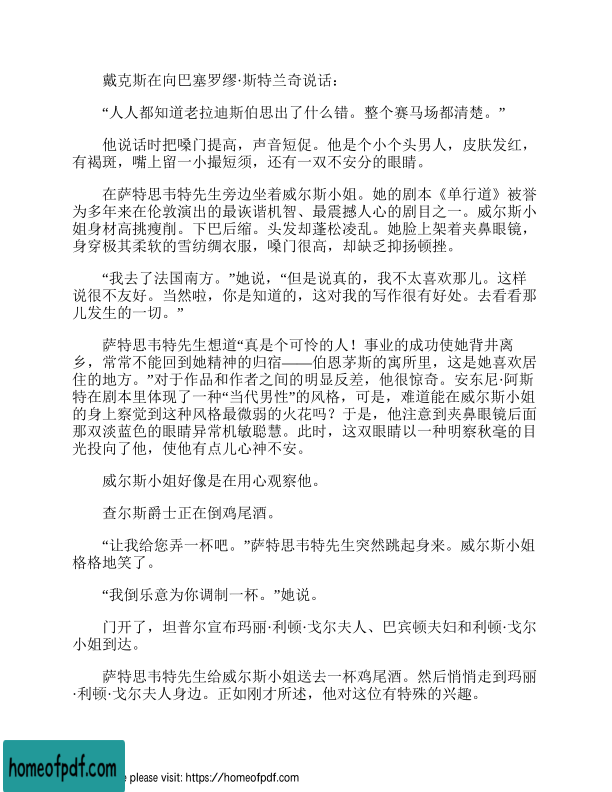 戴克斯在向巴塞罗缪·斯特兰奇说话：
“人人都知道老拉迪斯伯思出了什么错。整个赛马场都清楚。”
他说话时把嗓门提高，声音短促。他是个小个头男人，皮肤发红，
有褐斑，嘴上留一小撮短须，还有一双不安分的眼睛。
在萨特思韦特先生旁边坐着威尔斯小姐。她的剧本《单行道》被誉
为多年来在伦敦演出的最诙谐机智、最震撼人心的剧目之一。威尔斯小
姐身材高挑瘦削。下巴后缩。头发却蓬松凌乱。她脸上架着夹鼻眼镜，
身穿极其柔软的雪纺绸衣服，嗓门很高，却缺乏抑扬顿挫。
“我去了法国南方。”她说，“但是说真的，我不太喜欢那儿。这样
说很不友好。当然啦，你是知道的，这对我的写作很有好处。去看看那
儿发生的一切。”
萨特思韦特先生想道“真是个可怜的人！事业的成功使她背井离
乡，常常不能回到她精神的归宿——伯恩茅斯的寓所里，这是她喜欢居
住的地方。”对于作品和作者之间的明显反差，他很惊奇。安东尼·阿斯
特在剧本里体现了一种“当代男性”的风格，可是，难道能在威尔斯小姐
的身上察觉到这种风格最微弱的火花吗？于是，他注意到夹鼻眼镜后面
那双淡蓝色的眼睛异常机敏聪慧。此时，这双眼睛以一种明察秋毫的目
光投向了他，使他有点儿心神不安。
威尔斯小姐好像是在用心观察他。
查尔斯爵士正在倒鸡尾酒。
“让我给您弄一杯吧。”萨特思韦特先生突然跳起身来。威尔斯小姐
格格地笑了。
“我倒乐意为你调制一杯。”她说。
门开了，坦普尔宣布玛丽·利顿·戈尔夫人、巴宾顿夫妇和利顿·戈尔
小姐到达。
萨特思韦特先生给威尔斯小姐送去一杯鸡尾酒。然后悄悄走到玛丽
·利顿·戈尔夫人身边。正如刚才所述，他对这位有特殊的兴趣。
homeofpdf.com
e please visit: https://homeofpdf.com